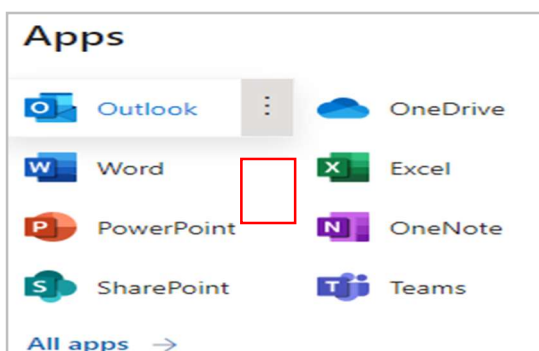 Apps
Outlook ⋮ OneDrive
Word Excel
PowerPoint OneNote
SharePoint Teams
All apps →